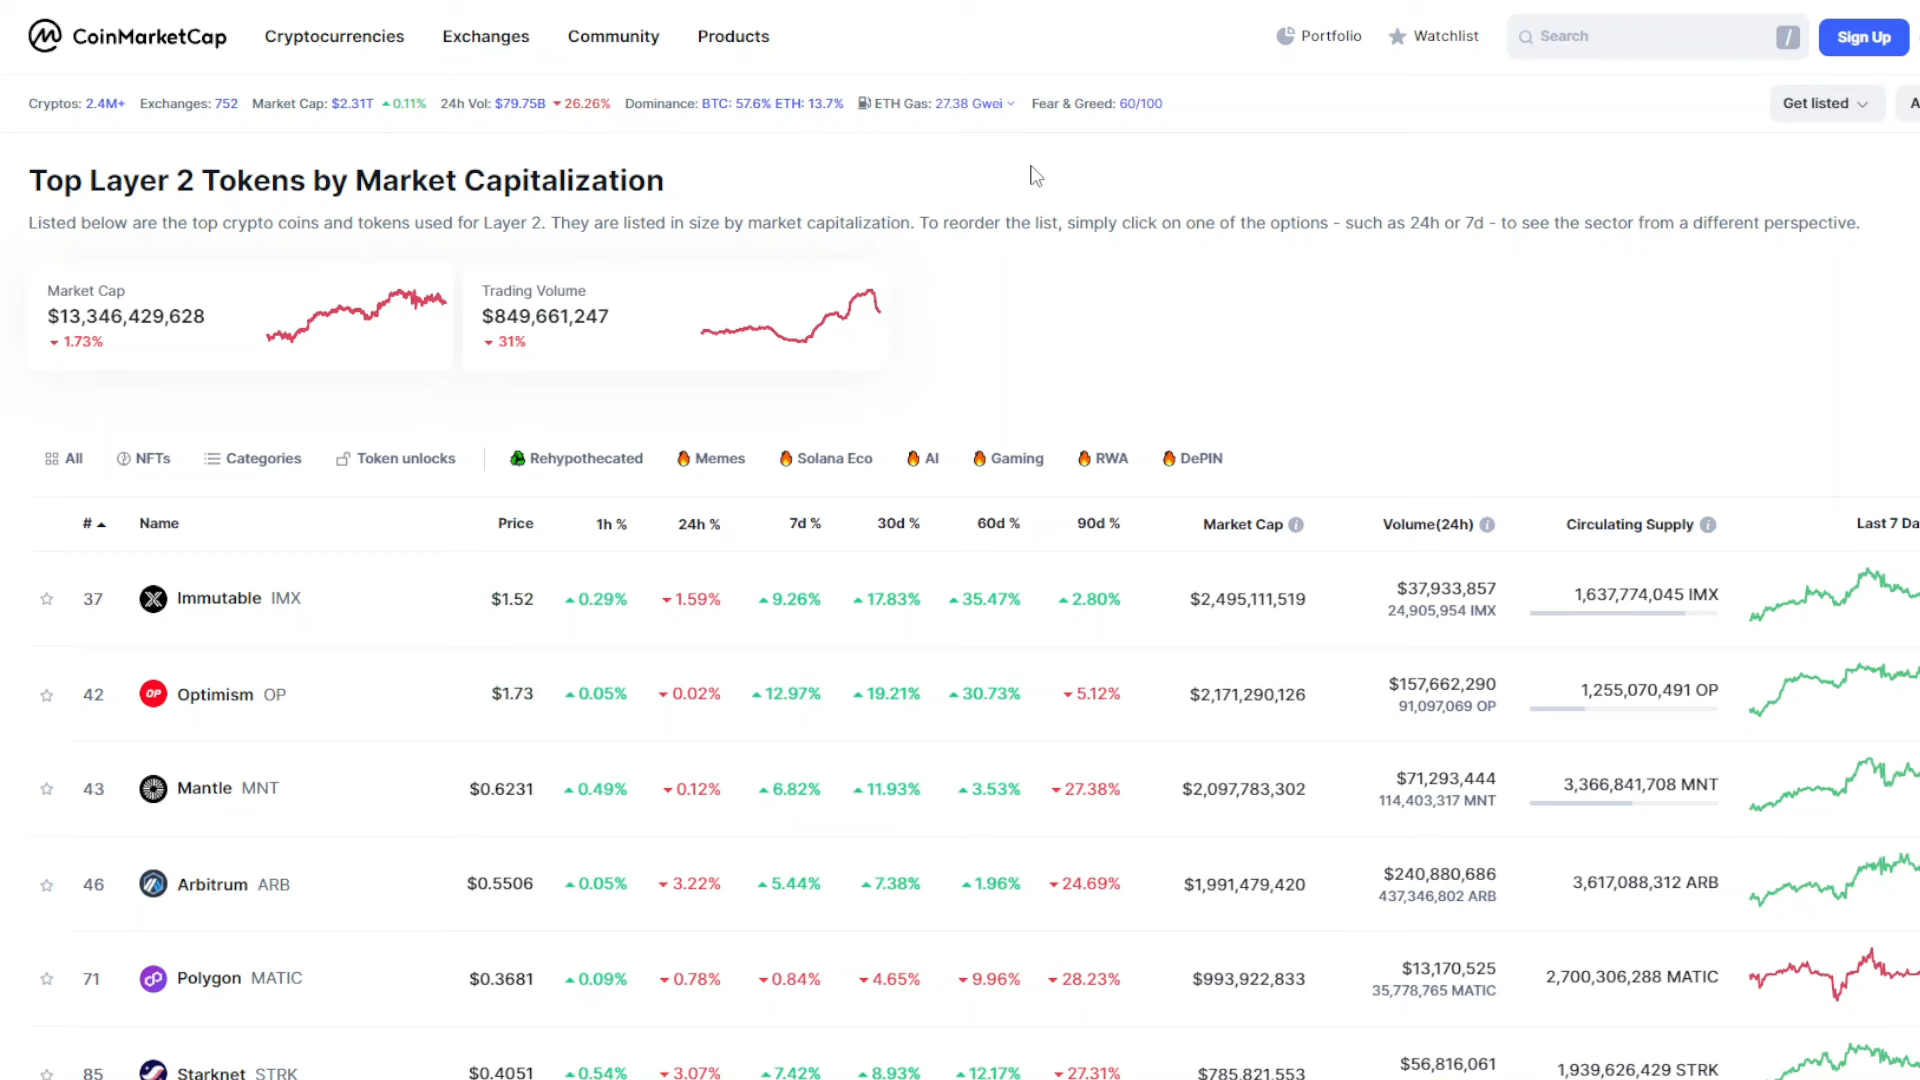 CoinMarketCap Cryptocurrencies Exchanges Community Products Portfolio Watchlist Search / Sign Up
Cryptos: 2.4M+ Exchanges: 752 Market Cap: $2.31T 0.11% 24h Vol: $79.75B 26.26% Dominance: BTC: 57.6% ETH: 13.7% ETH Gas: 27.38 Gwei Fear & Greed: 60/100 Get listed A
Top Layer 2 Tokens by Market Capitalization
Listed below are the top crypto coins and tokens used for Layer 2. They are listed in size by market capitalization. To reorder the list, simply click on one of the options - such as 24h or 7d - to see the sector from a different perspective.
Market Cap
$13,346,429,628
1.73%
Trading Volume
$849,661,247
31%
All NFTs Categories Token unlocks Rehypothecated Memes Solana Eco AI Gaming RWA DePIN
# Name Price 1h % 24h % 7d % 30d % 60d % 90d % Market Cap Volume(24h) Circulating Supply Last 7 Da
37 Immutable IMX $1.52 0.29% 1.59% 9.26% 17.83% 35.47% 2.80% $2,495,111,519 $37,933,857 1,637,774,045 IMX
24,905,954 IMX
42 OP Optimism OP $1.73 0.05% 0.02% 12.97% 19.21% 30.73% 5.12% $2,171,290,126 $157,662,290 1,255,070,491 OP
91,097,069 OP
43 Mantle MNT $0.6231 0.49% 0.12% 6.82% 11.93% 3.53% 27.38% $2,097,783,302 $71,293,444 3,366,841,708 MNT
114,403,317 MNT
46 Arbitrum ARB $0.5506 0.05% 3.22% 5.44% 7.38% 1.96% 24.69% $1,991,479,420 $240,880,686 3,617,088,312 ARB
437,346,802 ARB
71 Polygon MATIC $0.3681 0.09% 0.78% 0.84% 4.65% 9.96% 28.23% $993,922,833 $13,170,525 2,700,306,288 MATIC
35,778,765 MATIC
85 Starknet STRK $0.4051 0.54% 3.07% 7.42% 8.93% 12.17% 27.31% $785,821,553 $56,816,061 1,939,626,429 STRK